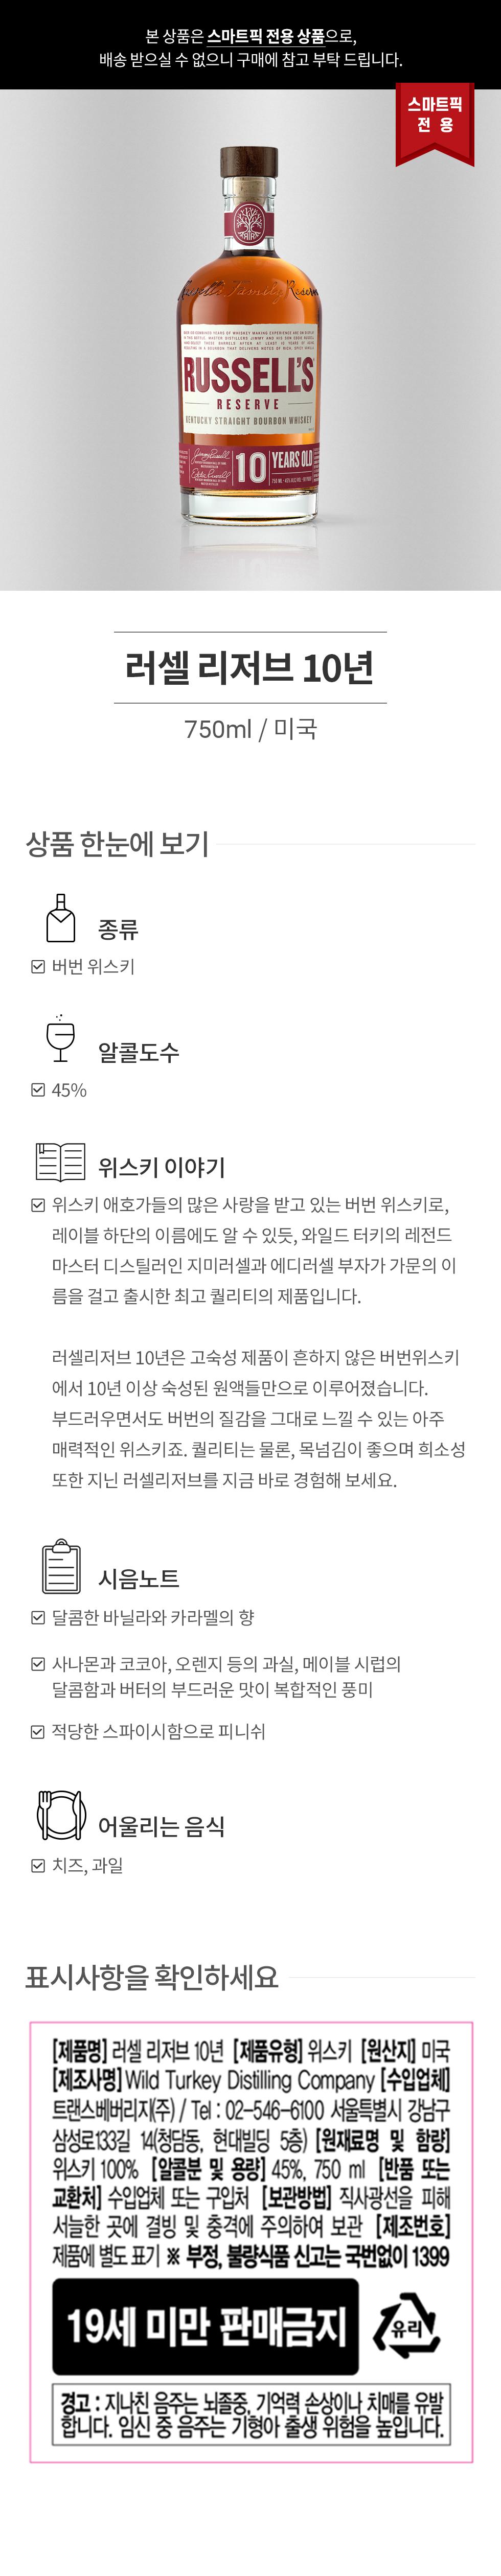 본 상품은 스마트픽 전용 상품으로,
배송 받으실 수 없으니 구매에 참고 부탁 드립니다.
스마트픽
전 용
Russell's Family Reserve
RUSSELL'S
RESERVE
KENTUCKY STRAIGHT BOURBON WHISKEY
10 YEARS OLD
러셀 리저브 10년
750ml / 미국
상품 한눈에 보기
종류
버번 위스키
알콜도수
45%
위스키 이야기
위스키 애호가들의 많은 사랑을 받고 있는 버번 위스키로,
레이블 하단의 이름에도 알 수 있듯, 와일드 터키의 레전드
마스터 디스틸러인 지미러셀과 에디러셀 부자가 가문의 이
름을 걸고 출시한 최고 퀄리티의 제품입니다.
러셀리저브 10년은 고숙성 제품이 흔하지 않은 버번위스키
에서 10년 이상 숙성된 원액들만으로 이루어졌습니다.
부드러우면서도 버번의 질감을 그대로 느낄 수 있는 아주
매력적인 위스키죠. 퀄리티는 물론, 목넘김이 좋으며 희소성
또한 지닌 러셀리저브를 지금 바로 경험해 보세요.
시음노트
달콤한 바닐라와 카라멜의 향
사나몬과 코코아, 오렌지 등의 과실, 메이블 시럽의
달콤함과 버터의 부드러운 맛이 복합적인 풍미
적당한 스파이시함으로 피니쉬
어울리는 음식
치즈, 과일
표시사항을 확인하세요
[제품명] 러셀 리저브 10년 [제품유형] 위스키 [원산지] 미국
[제조사명] Wild Turkey Distilling Company [수입업체]
트랜스베버리지(주) / Tel : 02-546-6100 서울특별시 강남구
삼성로133길 14(청담동, 현대빌딩 5층) [원재료명 및 함량]
위스키 100% [알콜분 및 용량] 45%, 750 ml [반품 또는
교환처] 수입업체 또는 구입처 [보관방법] 직사광선을 피해
서늘한 곳에 결빙 및 충격에 주의하여 보관 [제조번호]
제품에 별도 표기 ※ 부정, 불량식품 신고는 국번없이 1399
19세 미만 판매금지
유리
경고 : 지나친 음주는 뇌졸중, 기억력 손상이나 치매를 유발
합니다. 임신 중 음주는 기형아 출생 위험을 높입니다.